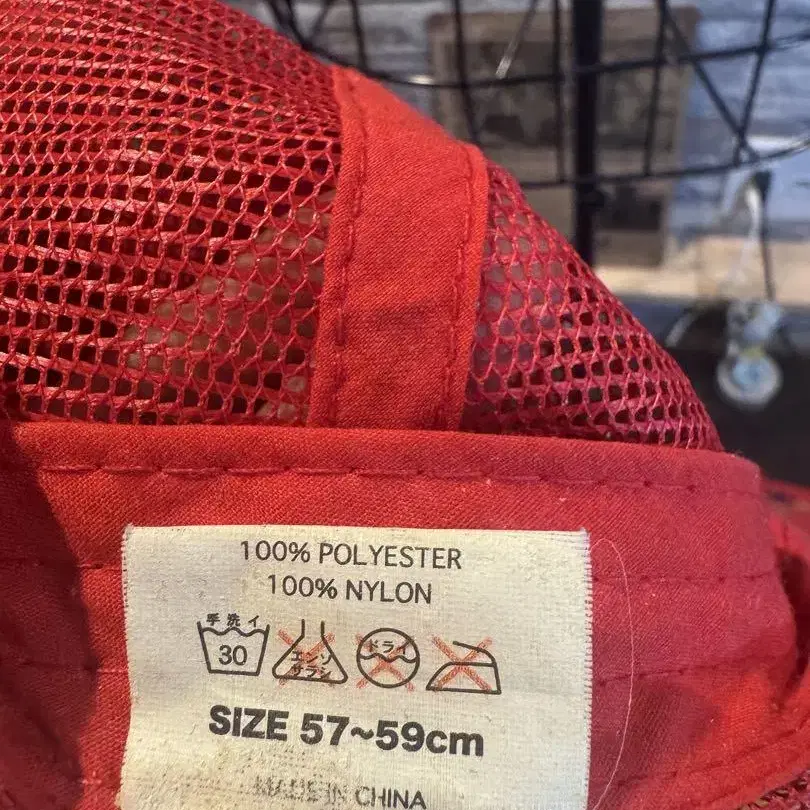 100% POLYESTER
100% NYLON
手洗イ
30
エンソ
サラシ
ドライ
SIZE 57~59cm
MADE IN CHINA